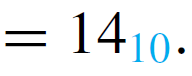 = 14₁₀.